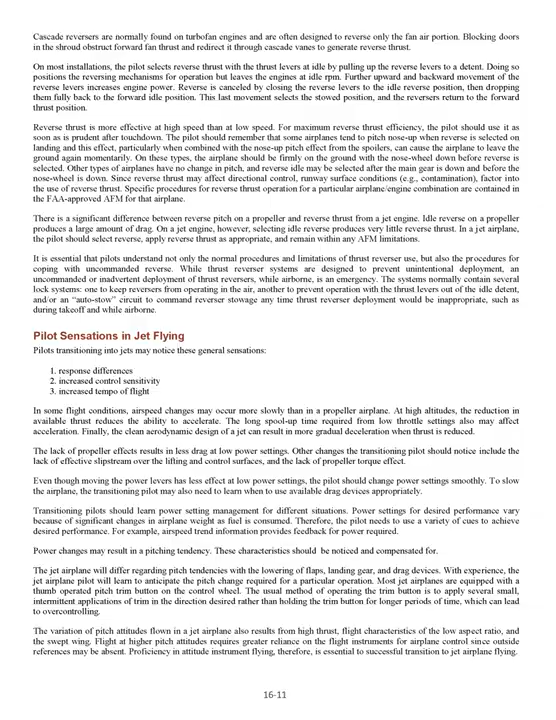 Cascade reversers are normally found on turbofan engines and are often designed to reverse only the fan air portion. Blocking doors
in the shroud obstruct forward fan thrust and redirect it through cascade vanes to generate reverse thrust.
On most installations, the pilot selects reverse thrust with the thrust levers at idle by pulling up the reverse levers to a detent. Doing so
positions the reversing mechanisms for operation but leaves the engines at idle rpm. Further upward and backward movement of the
reverse levers increases engine power. Reverse is canceled by closing the reverse levers to the idle reverse position, then dropping
them fully back to the forward idle position. This last movement selects the stowed position, and the reversers return to the forward
thrust position.
Reverse thrust is more effective at high speed than at low speed. For maximum reverse thrust efficiency, the pilot should use it as
soon as is prudent after touchdown. The pilot should remember that some airplanes tend to pitch nose-up when reverse is selected on
landing and this effect, particularly when combined with the nose-up pitch effect from the spoilers, can cause the airplane to leave the
ground again momentarily. On these types, the airplane should be firmly on the ground with the nose-wheel down before reverse is
selected. Other types of airplanes have no change in pitch, and reverse idle may be selected after the main gear is down and before the
nose-wheel is down. Since reverse thrust may affect directional control, runway surface conditions (e.g., contamination), factor into
the use of reverse thrust. Specific procedures for reverse thrust operation for a particular airplane/engine combination are contained in
the FAA-approved AFM for that airplane.
There is a significant difference between reverse pitch on a propeller and reverse thrust from a jet engine. Idle reverse on a propeller
produces a large amount of drag. On a jet engine, however, selecting idle reverse produces very little reverse thrust. In a jet airplane,
the pilot should select reverse, apply reverse thrust as appropriate, and remain within any AFM limitations.
It is essential that pilots understand not only the normal procedures and limitations of thrust reverser use, but also the procedures for
coping with uncommanded reverse. While thrust reverser systems are designed to prevent unintentional deployment, an
uncommanded or inadvertent deployment of thrust reversers, while airborne, is an emergency. The systems normally contain several
lock systems: one to keep reversers from operating in the air, another to prevent operation with the thrust levers out of the idle detent,
and/or an “auto-stow” circuit to command reverser stowage any time thrust reverser deployment would be inappropriate, such as
during takeoff and while airborne.
Pilot Sensations in Jet Flying
Pilots transitioning into jets may notice these general sensations:
1. response differences
2. increased control sensitivity
3. increased tempo of flight
In some flight conditions, airspeed changes may occur more slowly than in a propeller airplane. At high altitudes, the reduction in
available thrust reduces the ability to accelerate. The long spool-up time required from low throttle settings also may affect
acceleration. Finally, the clean aerodynamic design of a jet can result in more gradual deceleration when thrust is reduced.
The lack of propeller effects results in less drag at low power settings. Other changes the transitioning pilot should notice include the
lack of effective slipstream over the lifting and control surfaces, and the lack of propeller torque effect.
Even though moving the power levers has less effect at low power settings, the pilot should change power settings smoothly. To slow
the airplane, the transitioning pilot may also need to learn when to use available drag devices appropriately.
Transitioning pilots should learn power setting management for different situations. Power settings for desired performance vary
because of significant changes in airplane weight as fuel is consumed. Therefore, the pilot needs to use a variety of cues to achieve
desired performance. For example, airspeed trend information provides feedback for power required.
Power changes may result in a pitching tendency. These characteristics should be noticed and compensated for.
The jet airplane will differ regarding pitch tendencies with the lowering of flaps, landing gear, and drag devices. With experience, the
jet airplane pilot will learn to anticipate the pitch change required for a particular operation. Most jet airplanes are equipped with a
thumb operated pitch trim button on the control wheel. The usual method of operating the trim button is to apply several small,
intermittent applications of trim in the direction desired rather than holding the trim button for longer periods of time, which can lead
to overcontrolling.
The variation of pitch attitudes flown in a jet airplane also results from high thrust, flight characteristics of the low aspect ratio, and
the swept wing. Flight at higher pitch attitudes requires greater reliance on the flight instruments for airplane control since outside
references may be absent. Proficiency in attitude instrument flying, therefore, is essential to successful transition to jet airplane flying.
16-11